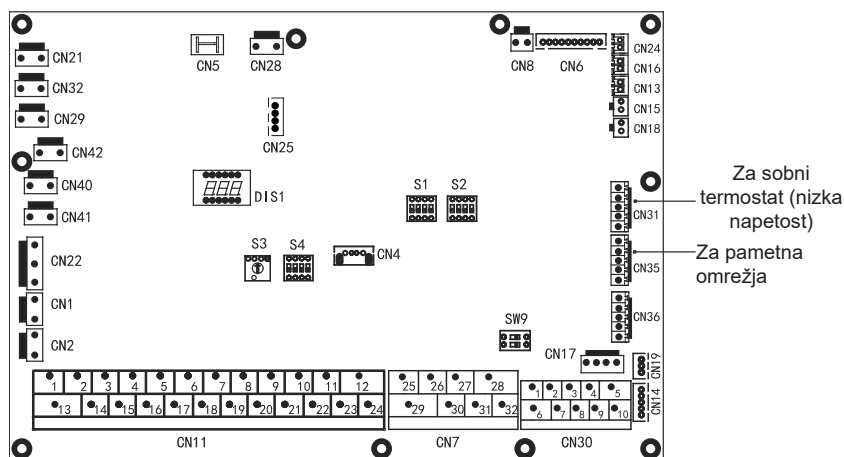 CN21
CN5
CN28
CN8
CN6
CN24
CN16
CN13
CN15
CN18
CN32
CN29
CN42
CN25
CN40
CN41
DIS1
S1
S2
Za sobni
termostat (nizka
napetost)
CN31
Za pametna
omrežja
CN35
CN36
CN22
S3
S4
CN4
CN1
CN2
SW9
CN17
CN19
CN14
1 2 3 4 5 6 7 8 9 10 11 12
13 14 15 16 17 18 19 20 21 22 23 24
CN11
25 26 27 28
29 30 31 32
CN7
1 2 3 4 5
6 7 8 9 10
CN30